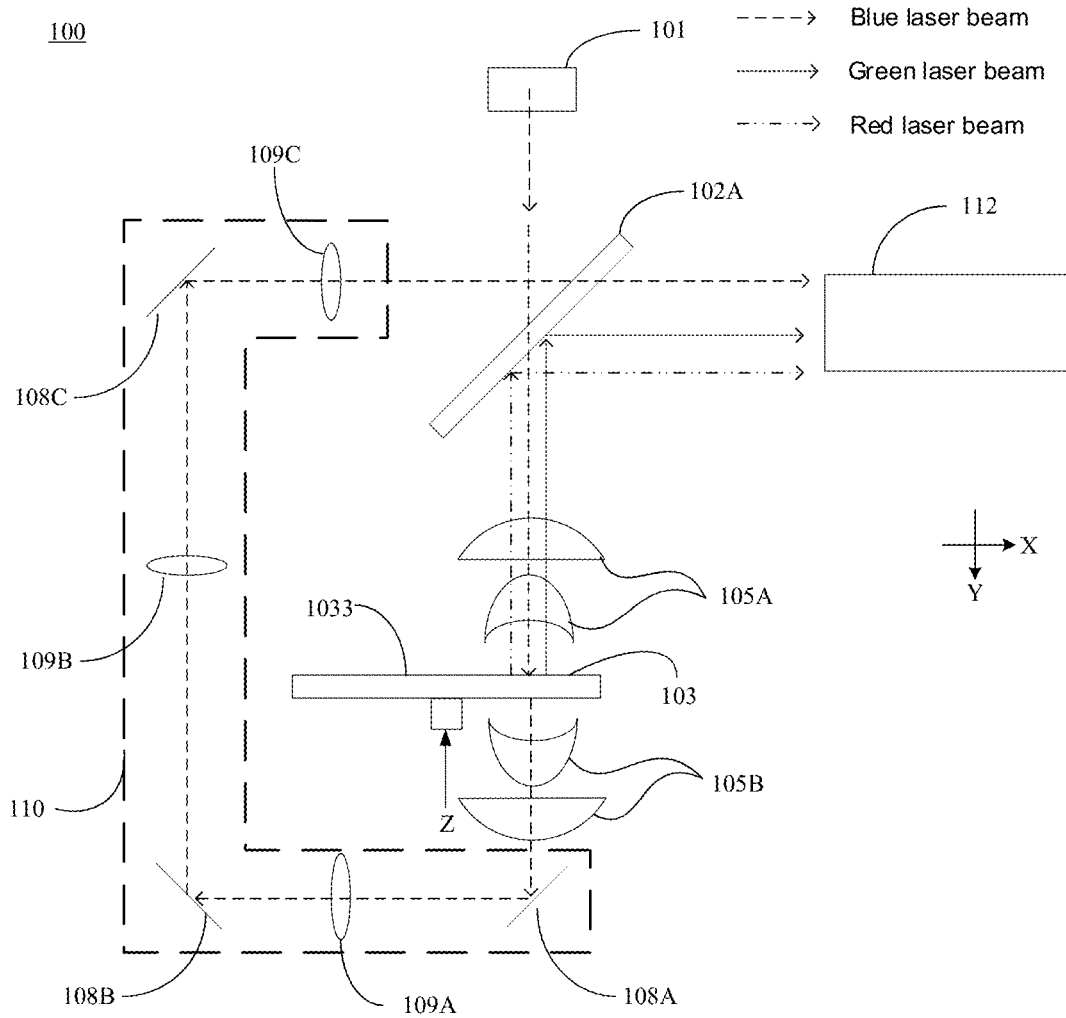 100
101
Blue laser beam
Green laser beam
Red laser beam
109C
102A
112
108C
X
Y
105A
1033
103
109B
105B
110
Z
108B
109A
108A